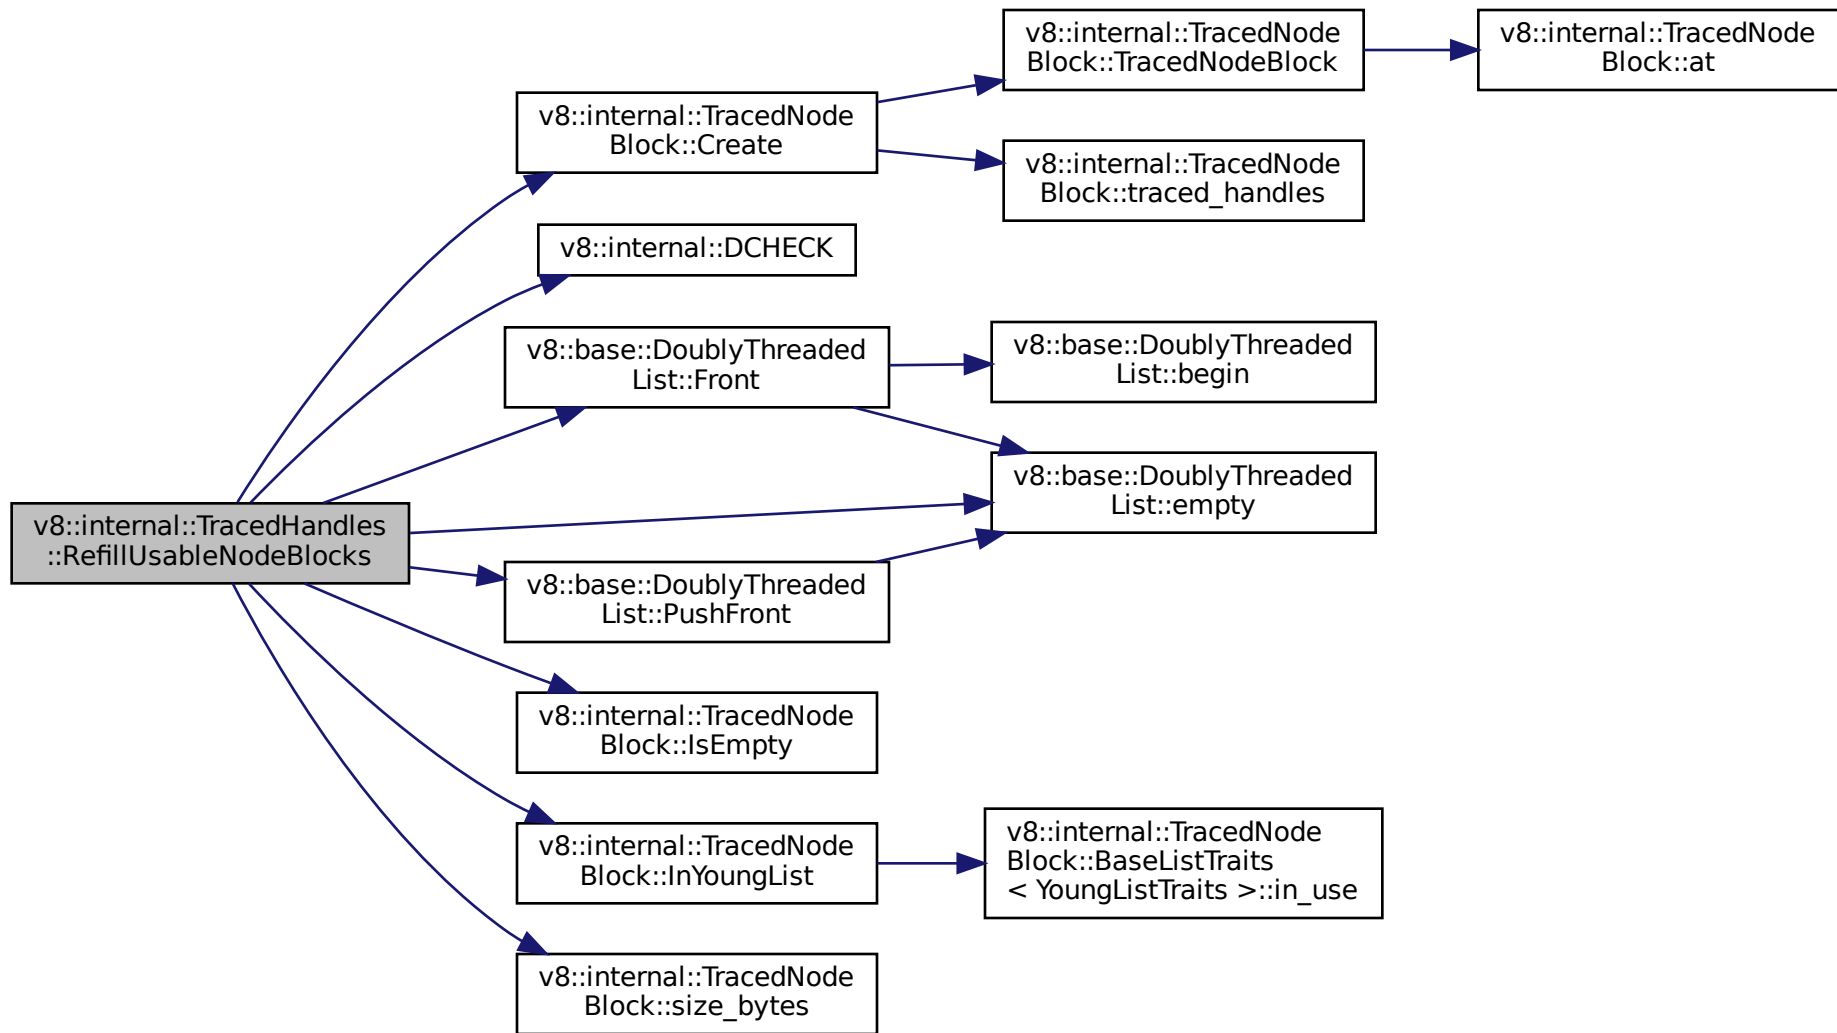 v8::internal::TracedNode
Block::TracedNodeBlock
v8::internal::TracedNode
Block::at
v8::internal::TracedNode
Block::Create
v8::internal::TracedNode
Block::traced_handles
v8::internal::DCHECK
v8::base::DoublyThreaded
List::Front
v8::base::DoublyThreaded
List::begin
v8::base::DoublyThreaded
List::empty
v8::internal::TracedHandles
::RefillUsableNodeBlocks
v8::base::DoublyThreaded
List::PushFront
v8::internal::TracedNode
Block::IsEmpty
v8::internal::TracedNode
Block::InYoungList
v8::internal::TracedNode
Block::BaseListTraits
< YoungListTraits >::in_use
v8::internal::TracedNode
Block::size_bytes